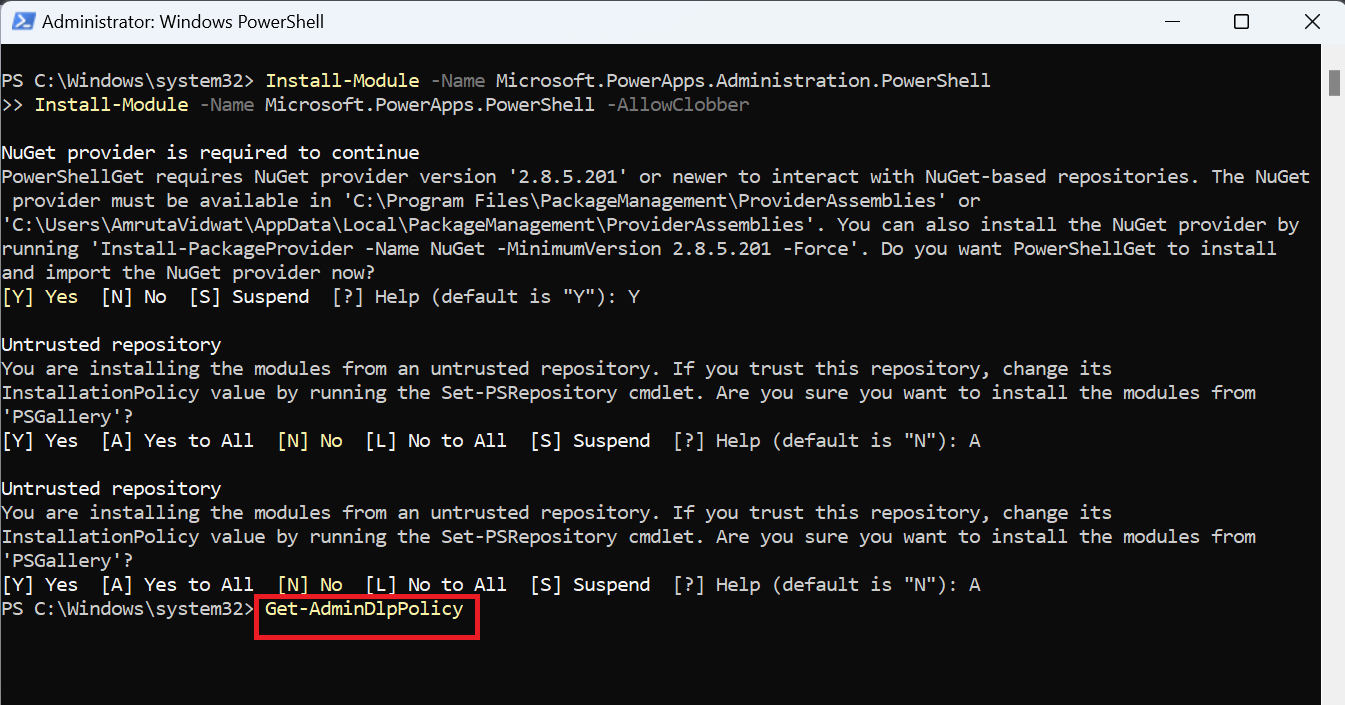 Administrator: Windows PowerShell
PS C:\Windows\system32> Install-Module -Name Microsoft.PowerApps.Administration.PowerShell
>> Install-Module -Name Microsoft.PowerApps.PowerShell -AllowClobber
NuGet provider is required to continue
PowerShellGet requires NuGet provider version '2.8.5.201' or newer to interact with NuGet-based repositories. The NuGet
 provider must be available in 'C:\Program Files\PackageManagement\ProviderAssemblies' or
'C:\Users\AmrutaVidwat\AppData\Local\PackageManagement\ProviderAssemblies'. You can also install the NuGet provider by
running 'Install-PackageProvider -Name NuGet -MinimumVersion 2.8.5.201 -Force'. Do you want PowerShellGet to install
and import the NuGet provider now?
[Y] Yes  [N] No  [S] Suspend  [?] Help (default is "Y"): Y
Untrusted repository
You are installing the modules from an untrusted repository. If you trust this repository, change its
InstallationPolicy value by running the Set-PSRepository cmdlet. Are you sure you want to install the modules from
'PSGallery'?
[Y] Yes  [A] Yes to All  [N] No  [L] No to All  [S] Suspend  [?] Help (default is "N"): A
Untrusted repository
You are installing the modules from an untrusted repository. If you trust this repository, change its
InstallationPolicy value by running the Set-PSRepository cmdlet. Are you sure you want to install the modules from
'PSGallery'?
[Y] Yes  [A] Yes to All  [N] No  [L] No to All  [S] Suspend  [?] Help (default is "N"): A
PS C:\Windows\system32> Get-AdminDlpPolicy